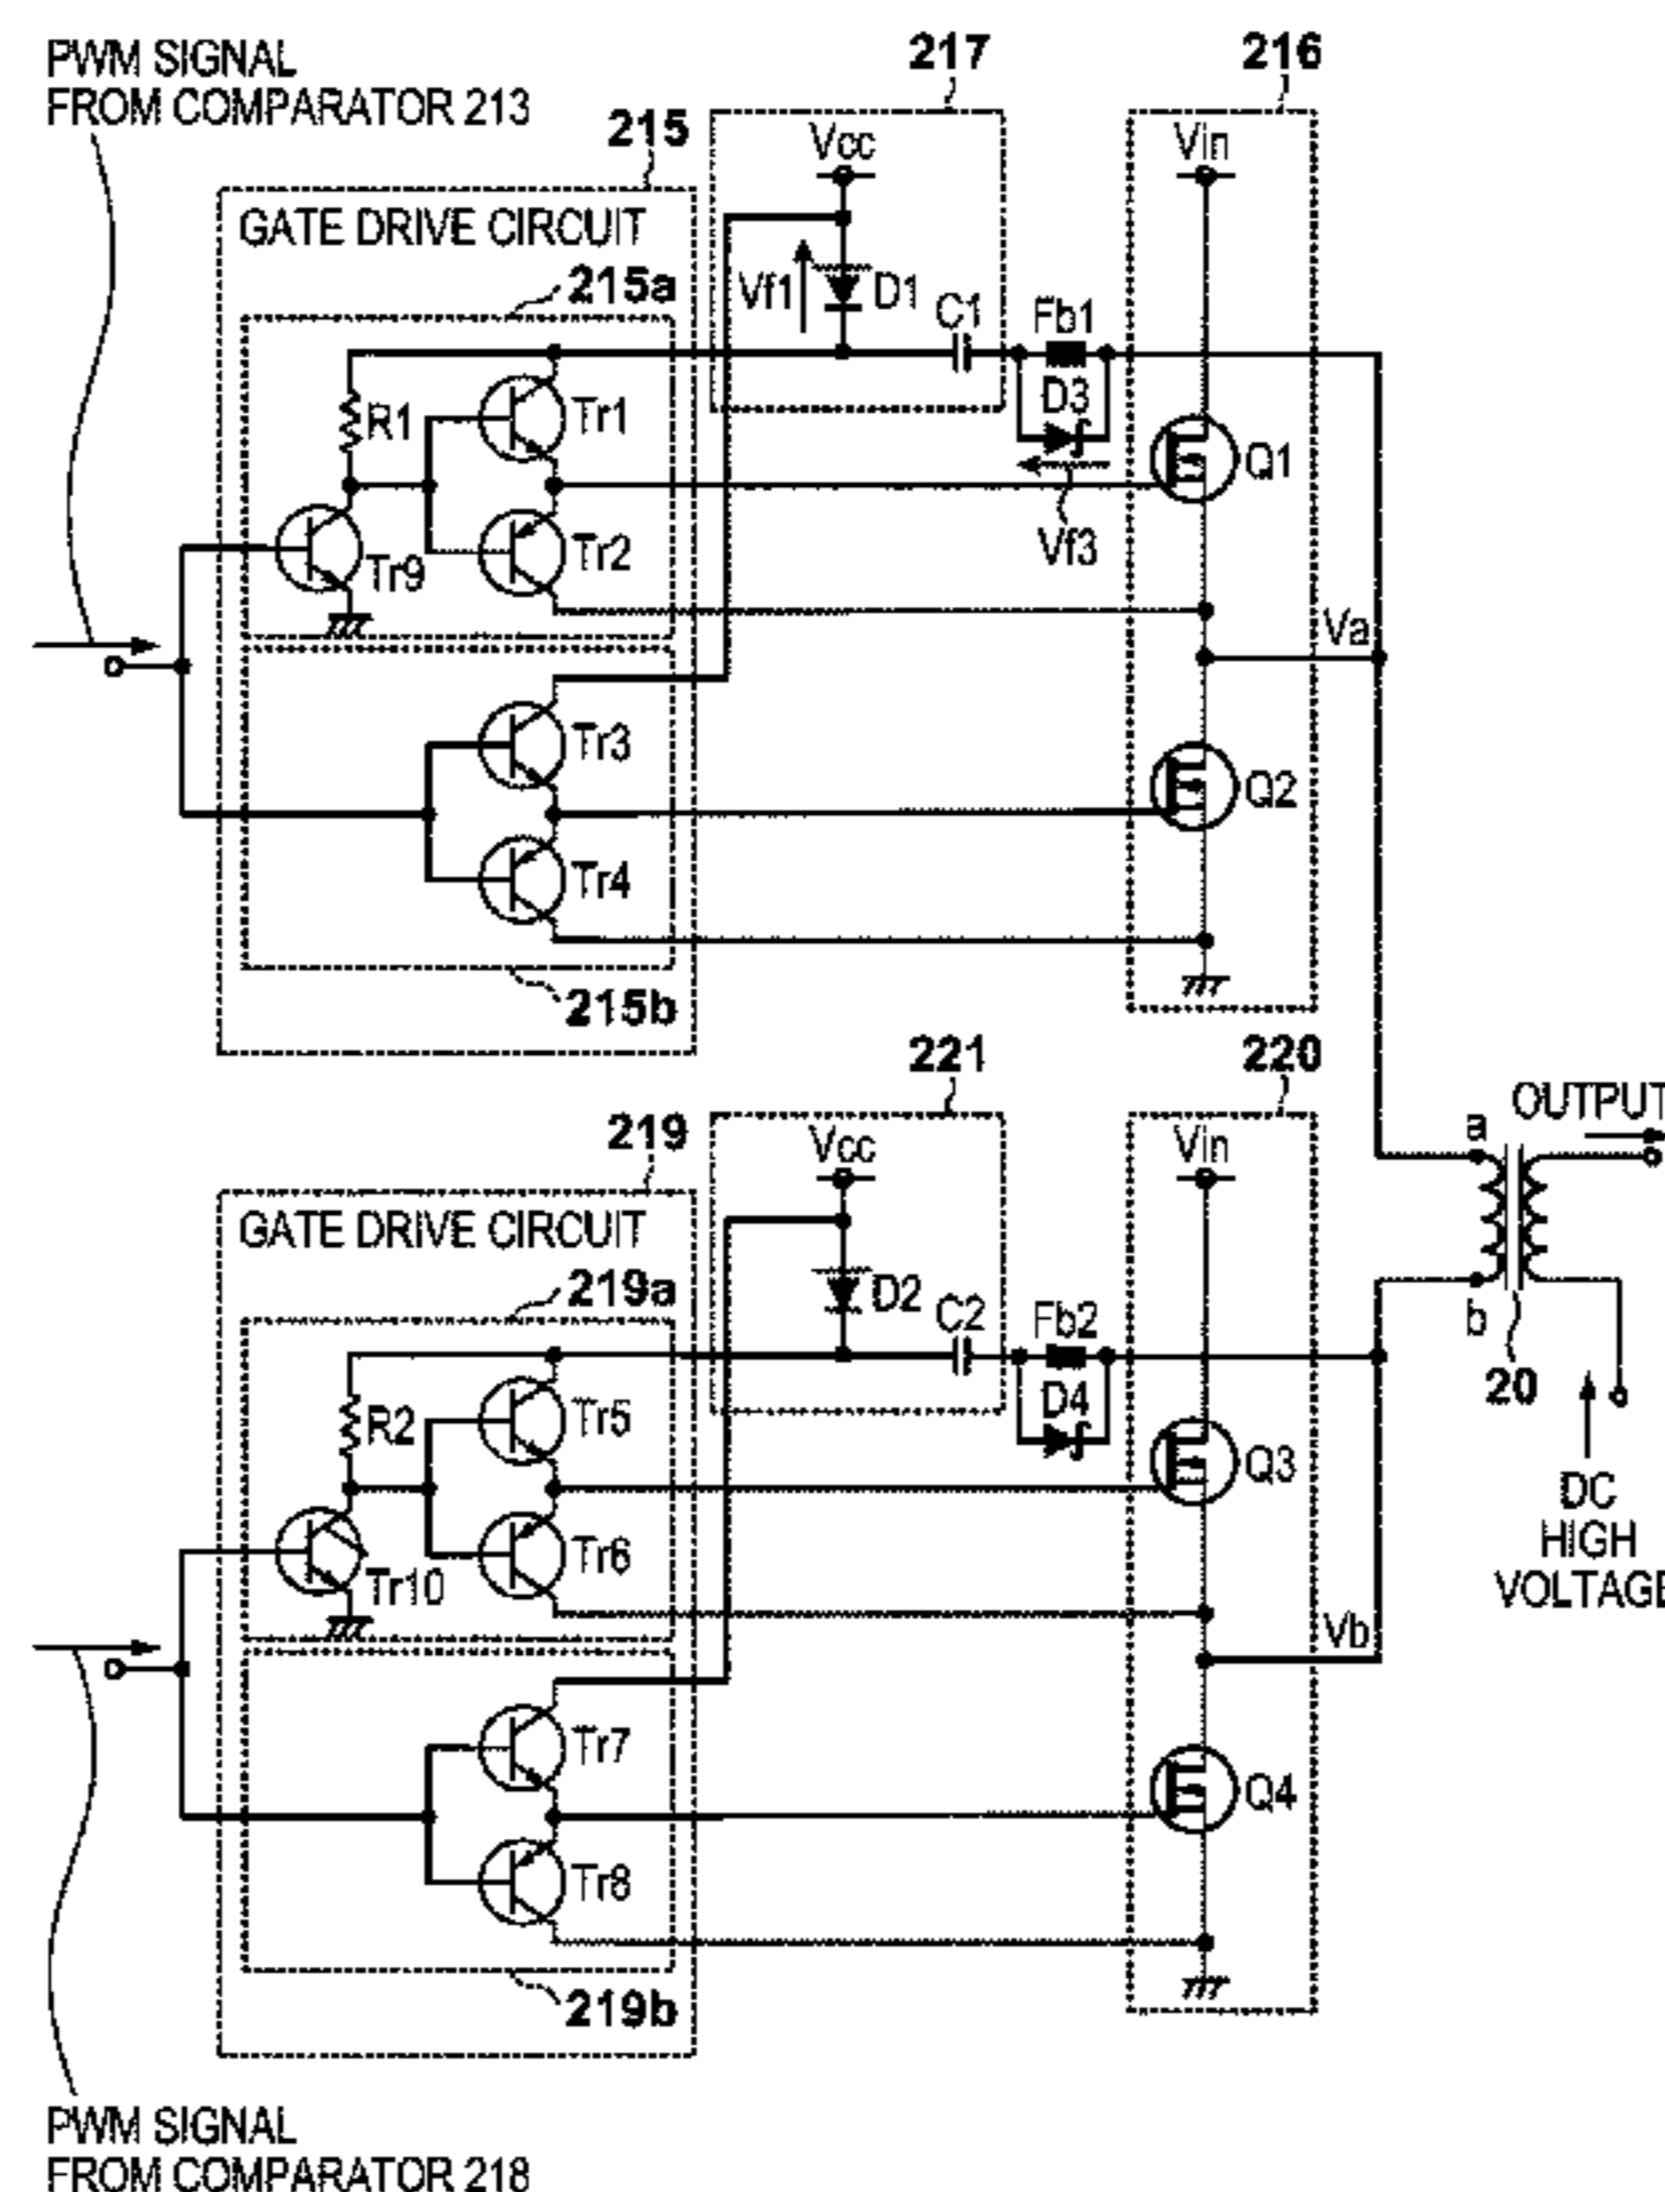 PWM SIGNAL
FROM COMPARATOR 213
217
216
215
Vcc
Vin
GATE DRIVE CIRCUIT
215a
Vf1
D1
C1
Fb1
R1
Tr1
D3
Q1
Tr9
Tr2
Vf3
Va
Tr3
Q2
Tr4
215b
221
220
OUTPUT
219
Vcc
Vin
a
GATE DRIVE CIRCUIT
219a
D2
C2
Fb2
b
20
R2
Tr5
D4
Q3
DC
HIGH
VOLTAGE
Tr10
Tr6
Vb
Tr7
Q4
Tr8
219b
PWM SIGNAL
FROM COMPARATOR 218